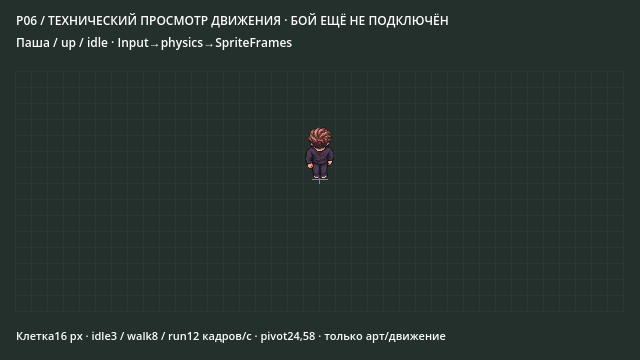 P06 / ТЕХНИЧЕСКИЙ ПРОСМОТР ДВИЖЕНИЯ · БОЙ ЕЩЁ НЕ ПОДКЛЮЧЁН
Паша / up / idle · Input→physics→SpriteFrames
Клетка16 px · idle3 / walk8 / run12 кадров/с · pivot24,58 · только арт/движение